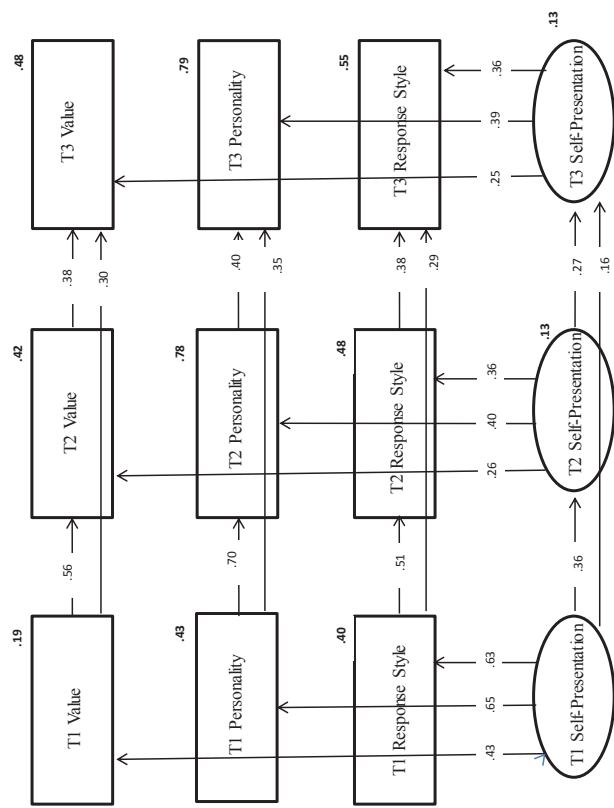 .19
.42
.48
T1 Value
.56
T2 Value
.38
T3 Value
.30
.43
.78
.79
T1 Personality
.70
T2 Personality
.40
T3 Personality
.35
.40
.48
.55
T1 Response Style
.51
T2 Response Style
.38
T3 Response Style
.29
.43
.65
.63
.26
.40
.36
.25
.39
.36
.13
.13
T1 Self-Presentation
.36
T2 Self-Presentation
.27
T3 Self-Presentation
.16